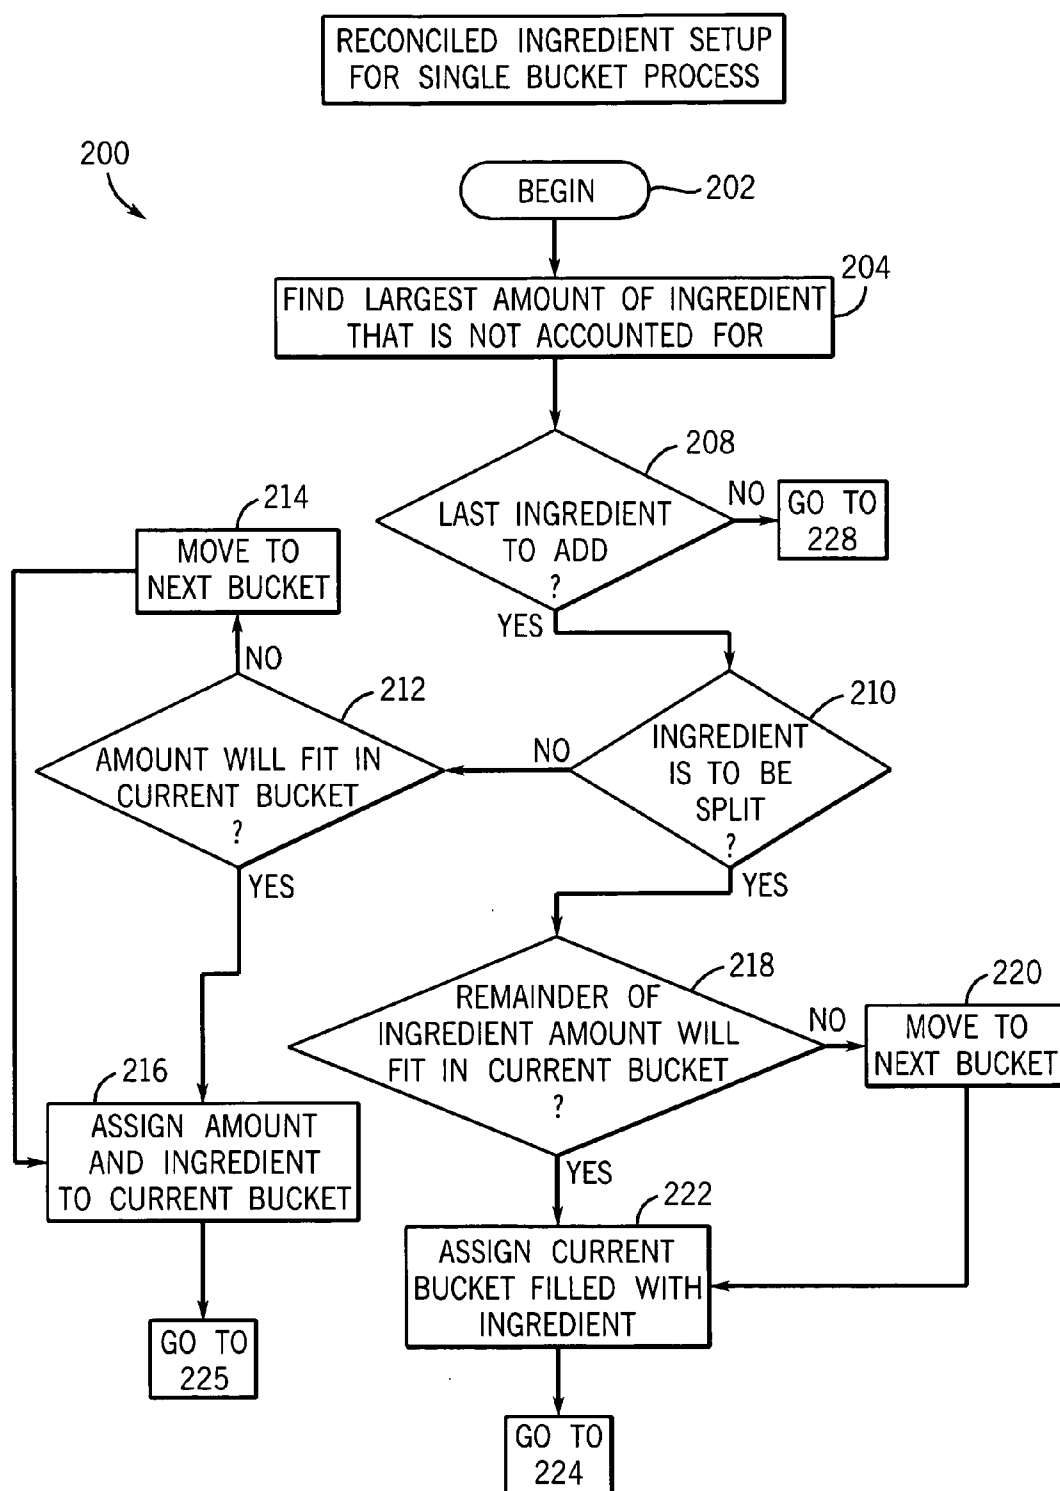 RECONCILED INGREDIENT SETUP
FOR SINGLE BUCKET PROCESS
200
BEGIN
202
204
FIND LARGEST AMOUNT OF INGREDIENT
THAT IS NOT ACCOUNTED FOR
208
LAST INGREDIENT
TO ADD
?
NO
GO TO
228
YES
214
MOVE TO
NEXT BUCKET
NO
212
AMOUNT WILL FIT IN
CURRENT BUCKET
?
YES
210
INGREDIENT
IS TO BE
SPLIT
?
NO
YES
218
REMAINDER OF
INGREDIENT AMOUNT WILL
FIT IN CURRENT BUCKET
?
NO
220
MOVE TO
NEXT BUCKET
YES
216
ASSIGN AMOUNT
AND INGREDIENT
TO CURRENT BUCKET
GO TO
225
222
ASSIGN CURRENT
BUCKET FILLED WITH
INGREDIENT
GO TO
224